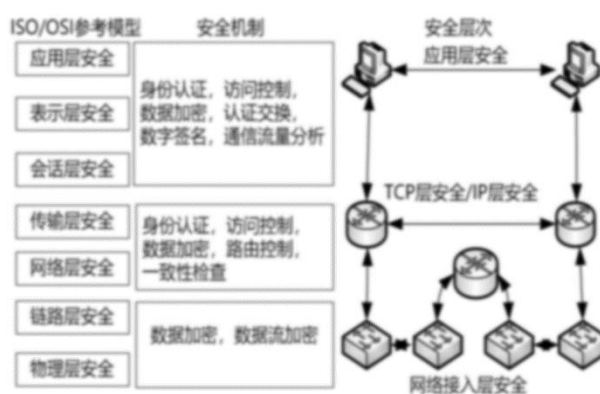 ISO/OSI参考模型
安全机制
安全层次
应用层安全
表示层安全
会话层安全
传输层安全
网络层安全
链路层安全
物理层安全
身份认证，访问控制，
数据加密，认证交换，
数字签名，通信流量分析
身份认证，访问控制，
数据加密，路由控制，
一致性检查
数据加密，数据流加密
应用层安全
TCP层安全/IP层安全
网络接入层安全